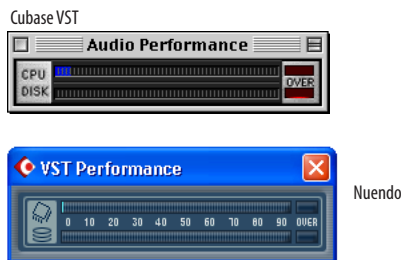 Cubase VST
Audio Performance
CPU
OVER
DISK
VST Performance
Nuendo
0 10 20 30 40 50 60 70 80 90 OVER